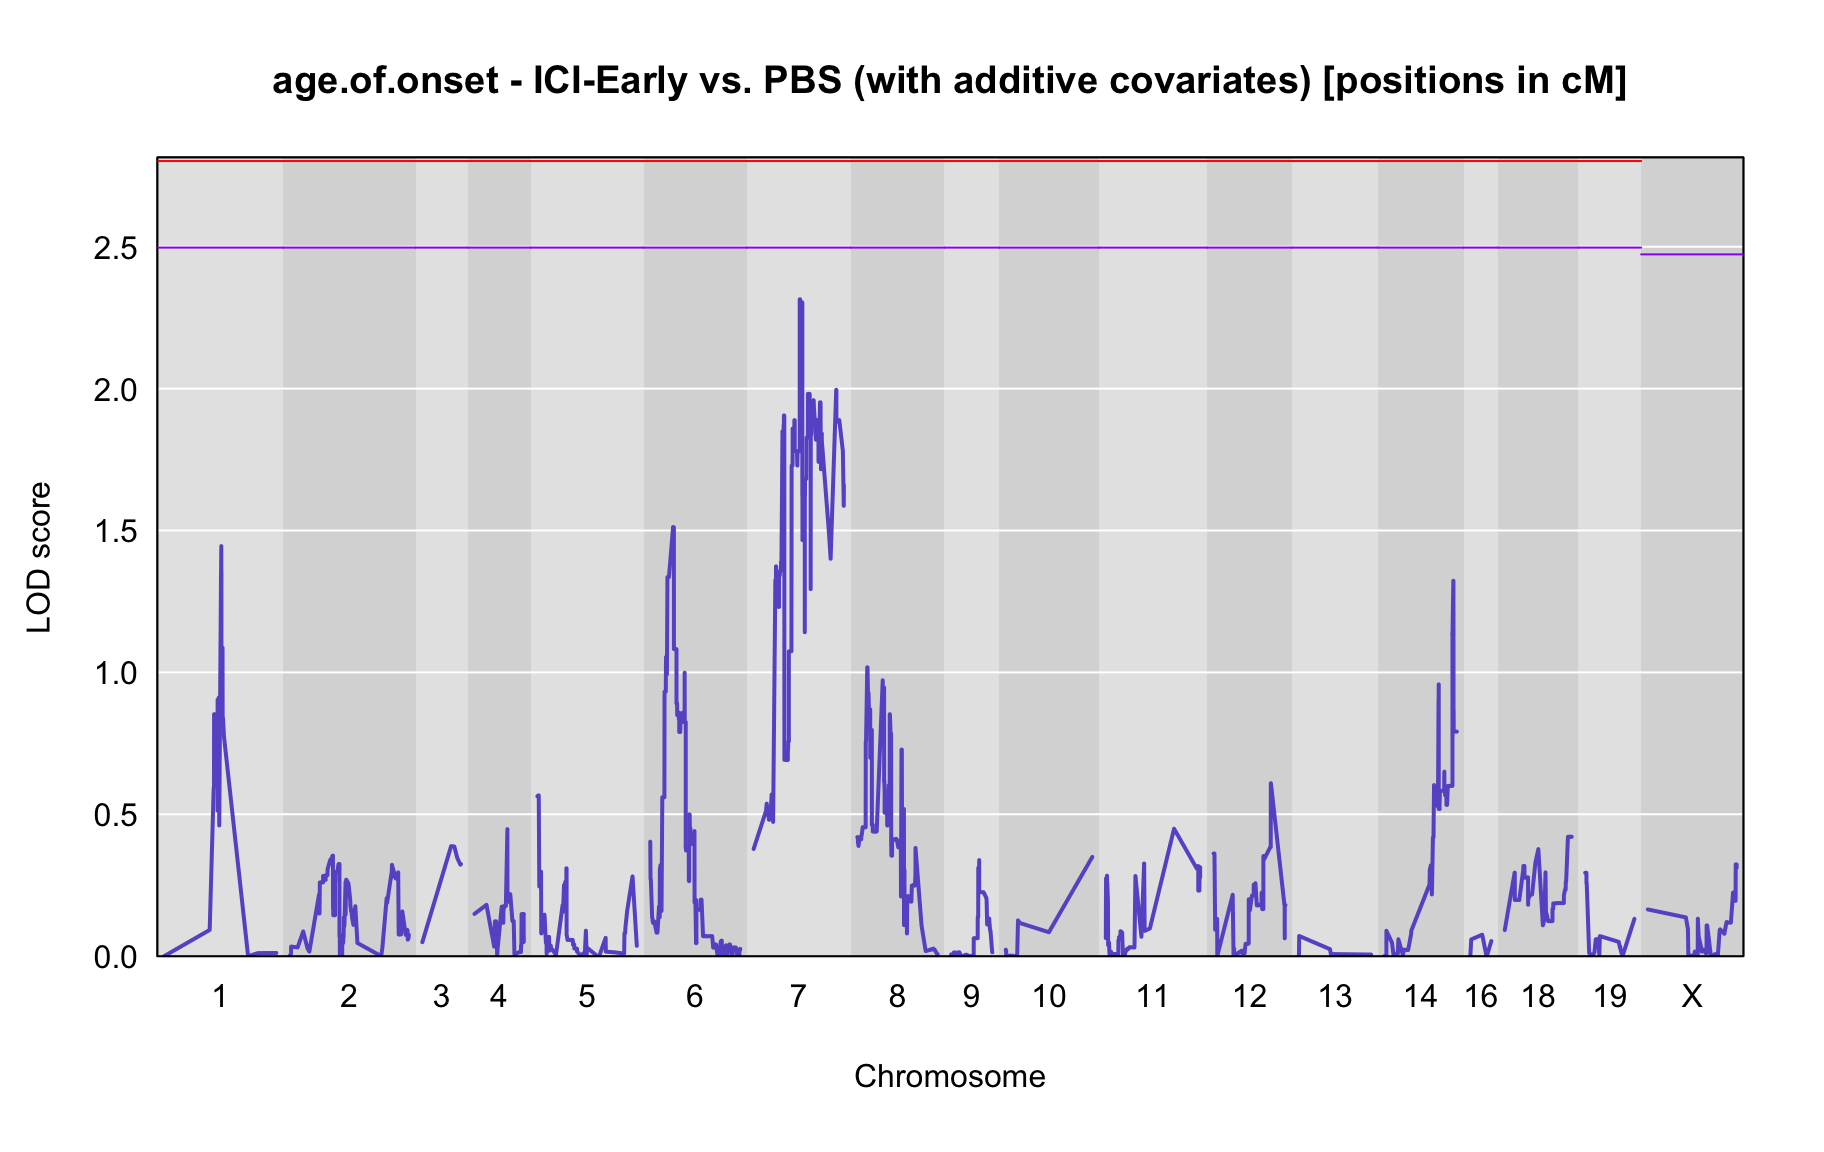 age.of.onset - ICI-Early vs. PBS (with additive covariates) [positions in cM]
LOD score
2.5
2.0
1.5
1.0
0.5
0.0
1 2 3 4 5 6 7 8 9 10 11 12 13 14 16 18 19 X
Chromosome